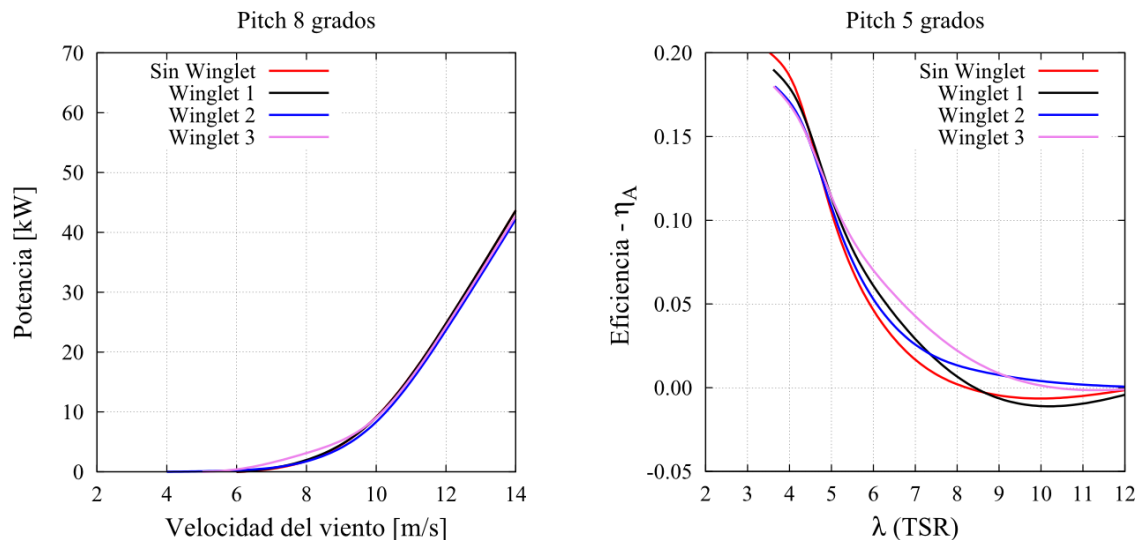 Pitch 8 grados
70
60
50
40
30
20
10
0
Potencia [kW]
Sin Winglet
Winglet 1
Winglet 2
Winglet 3
2 4 6 8 10 12 14
Velocidad del viento [m/s]
Pitch 5 grados
0.20
0.15
0.10
0.05
0.00
-0.05
Eficiencia - η_A
Sin Winglet
Winglet 1
Winglet 2
Winglet 3
2 3 4 5 6 7 8 9 10 11 12
λ (TSR)